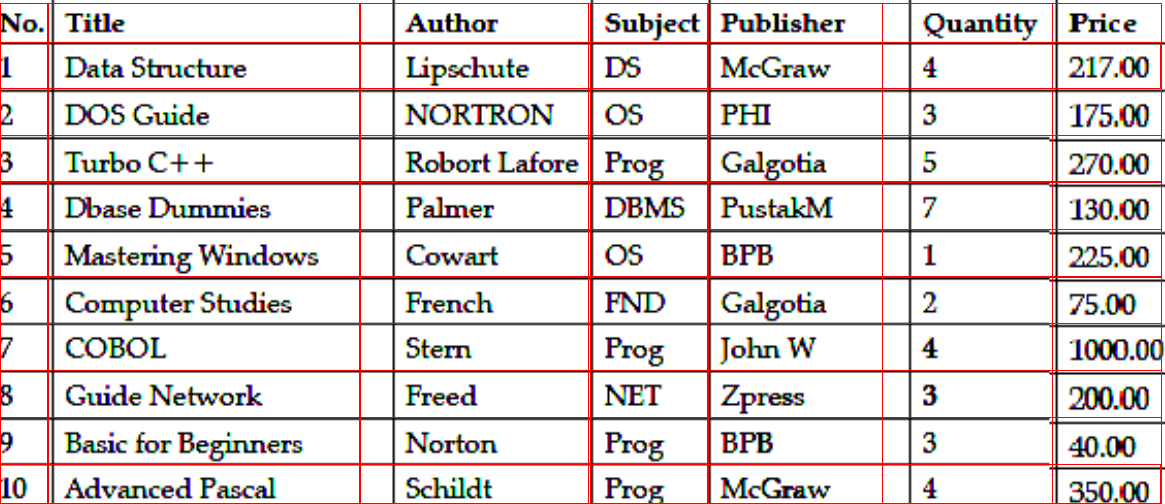 No. Title Author Subject Publisher Quantity Price
1 Data Structure Lipschute DS McGraw 4 217.00
2 DOS Guide NORTRON OS PHI 3 175.00
3 Turbo C++ Robort Lafore Prog Galgotia 5 270.00
4 Dbase Dummies Palmer DBMS PustakM 7 130.00
5 Mastering Windows Cowart OS BPB 1 225.00
6 Computer Studies French FND Galgotia 2 75.00
7 COBOL Stern Prog John W 4 1000.00
8 Guide Network Freed NET Zpress 3 200.00
9 Basic for Beginners Norton Prog BPB 3 40.00
10 Advanced Pascal Schildt Prog McGraw 4 350.00